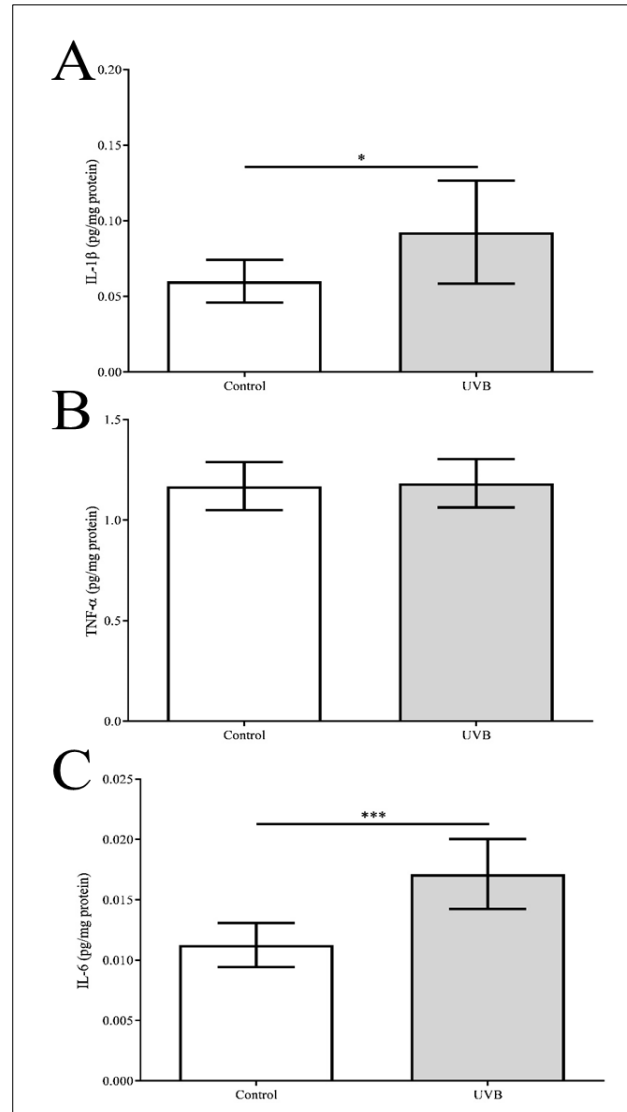 A
0.20
0.15
0.10
0.05
0.00
IL-1β (pg/mg protein)
*
Control UVB
B
1.5
1.0
0.5
0.0
TNF-α (pg/mg protein)
Control UVB
C
0.025
0.020
0.015
0.010
0.005
0.000
IL-6 (pg/mg protein)
***
Control UVB